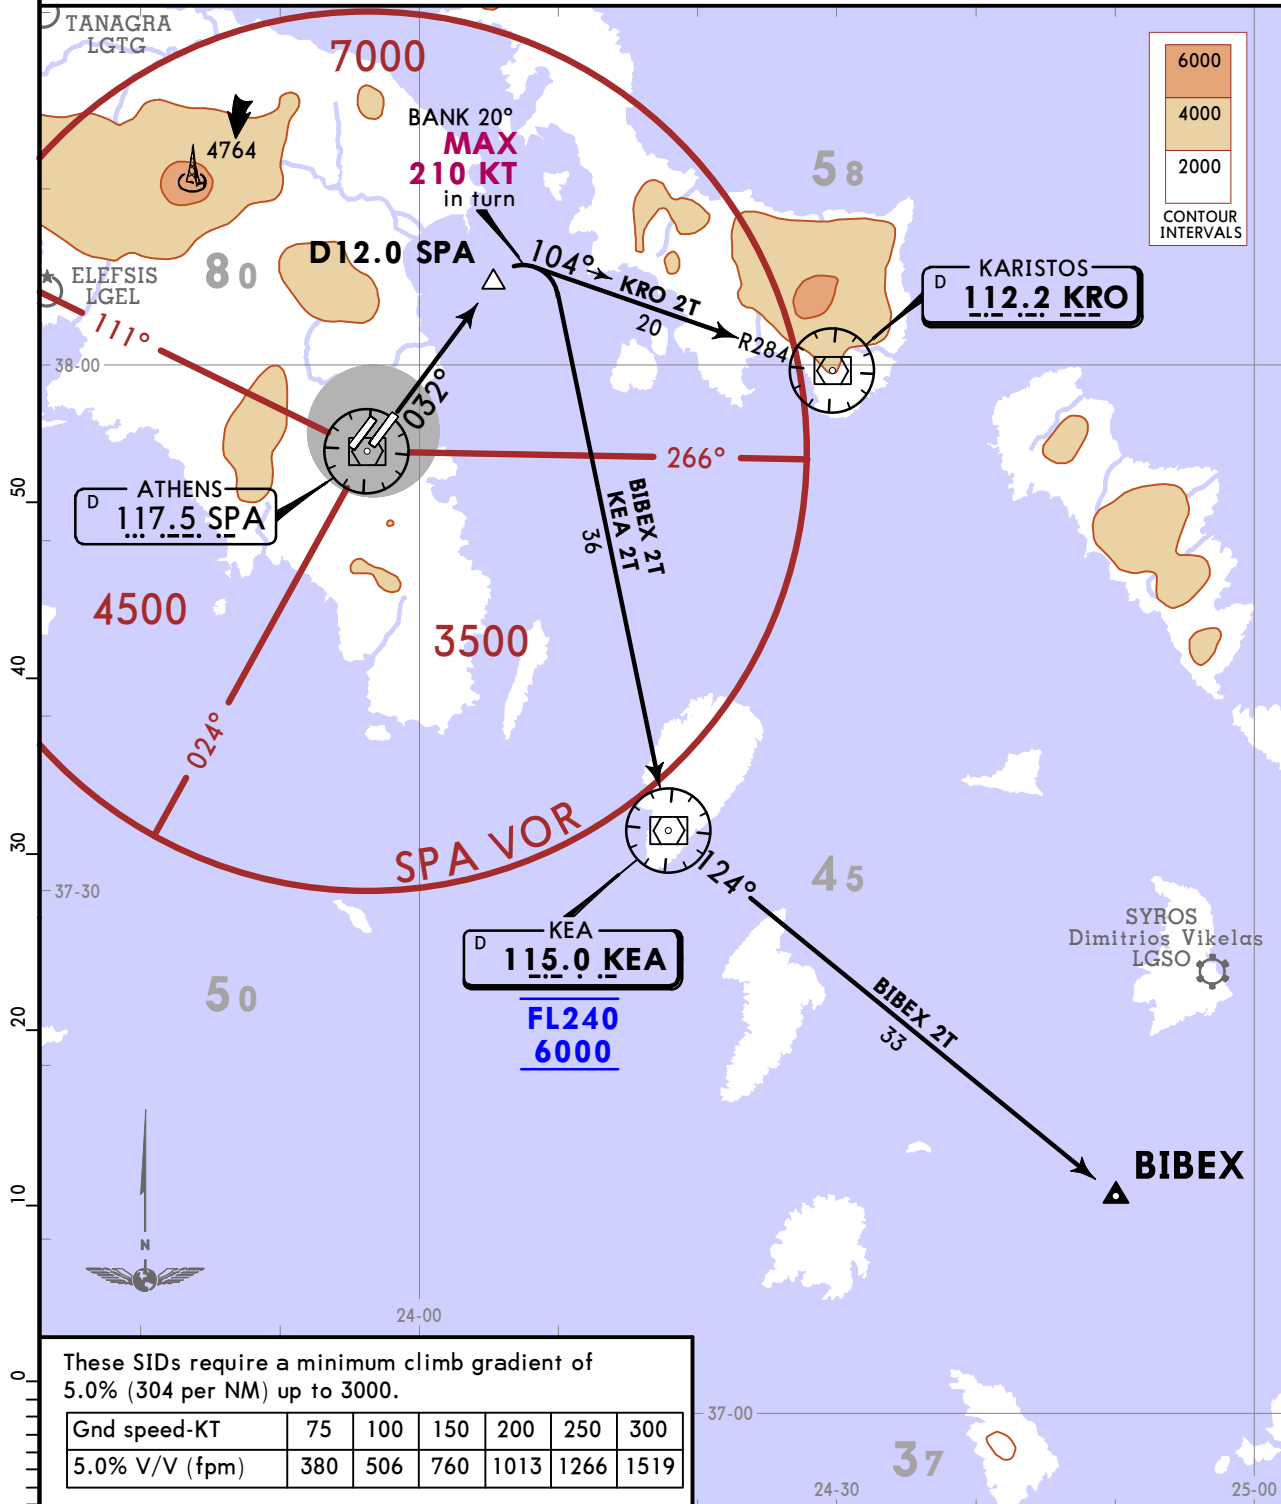 TANAGRA
LGTG
7000
6000
4000
2000
CONTOUR
INTERVALS
BANK 20°
MAX
210 KT
in turn
4764
58
D12.0 SPA
104°
KRO 2T
20
R284
KARISTOS
D 112.2 KRO
ELEFSIS
LGEL
80
111°
38-00
032°
266°
50
ATHENS
D 117.5 SPA
BIBEX 2T
KEA 2T
36
4500
3500
40
024°
30
SPA VOR
37-30
124°
45
KEA
D 115.0 KEA
FL240
6000
SYROS
Dimitrios Vikelas
LGSO
50
20
BIBEX 2T
33
10
BIBEX
N
24-00
0
These SIDs require a minimum climb gradient of
5.0% (304 per NM) up to 3000.
Gnd speed-KT 75 100 150 200 250 300
5.0% V/V (fpm) 380 506 760 1013 1266 1519
37-00
37
24-30
25-00